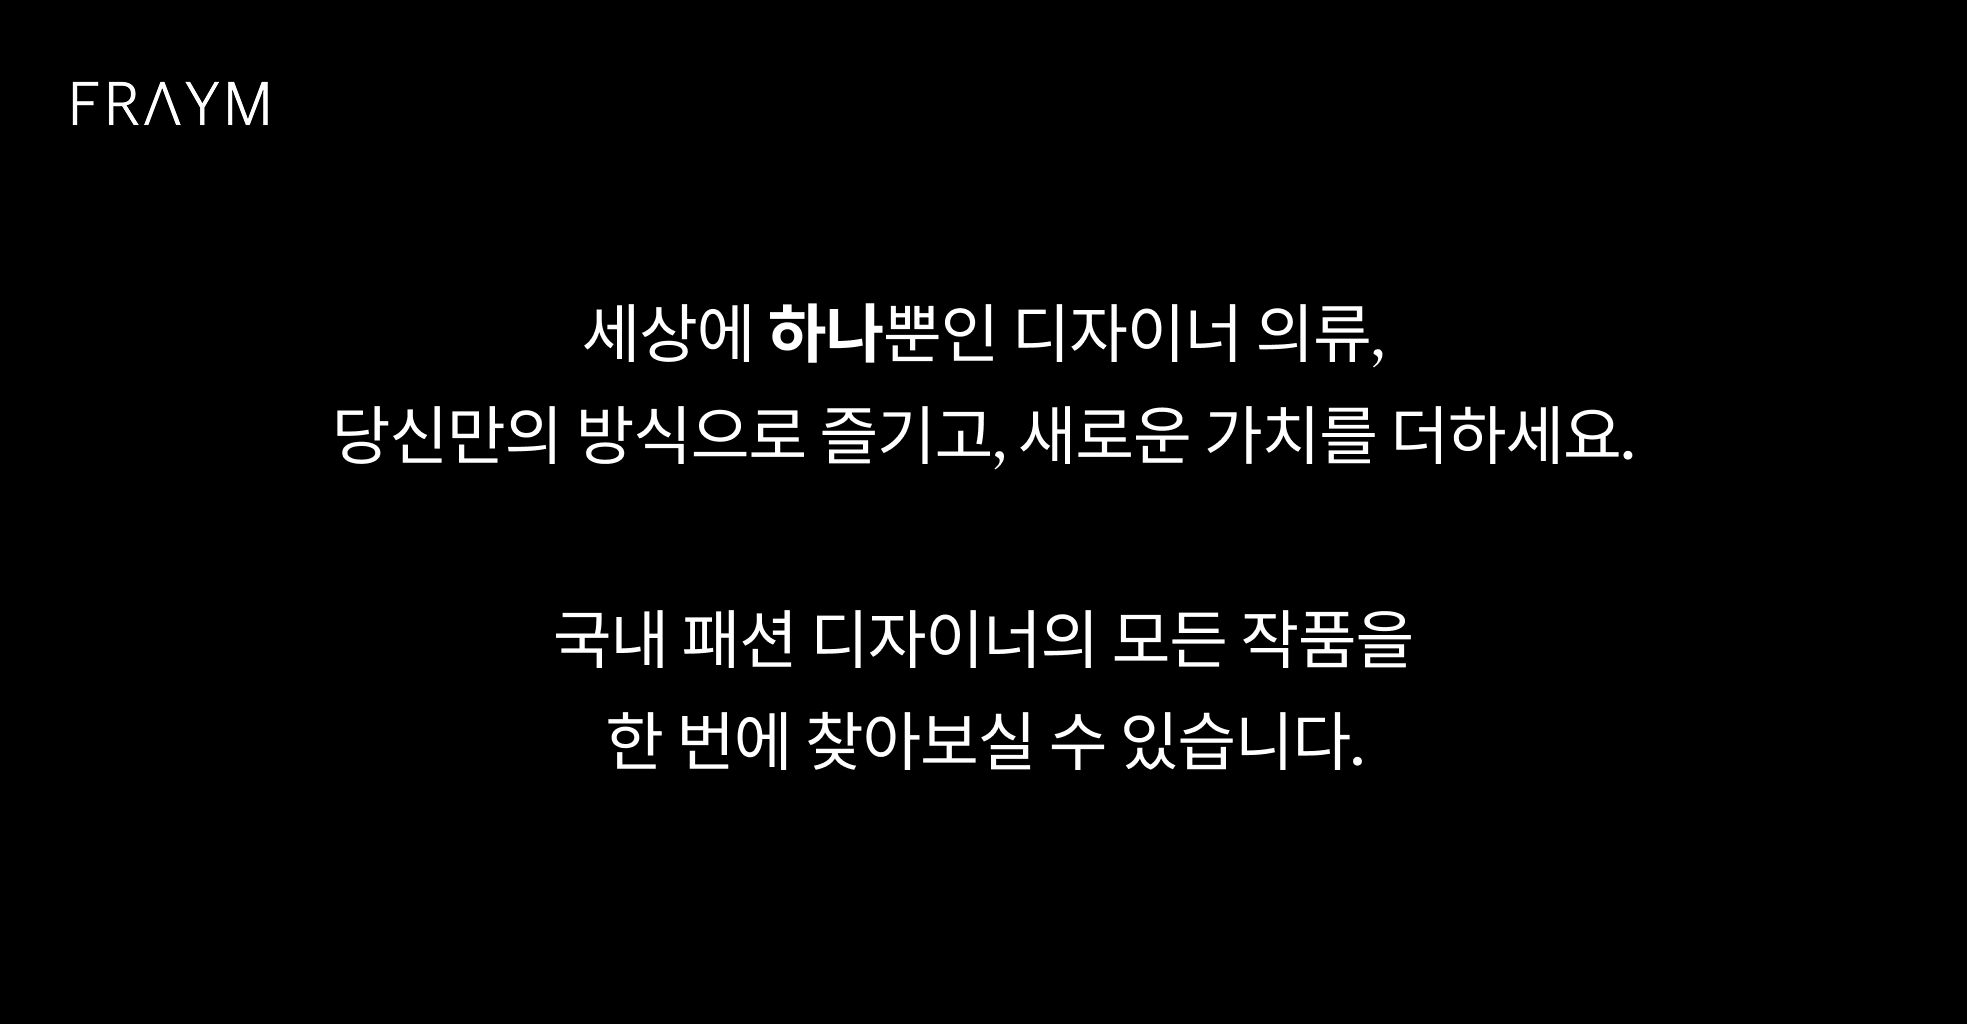 FRAYM
세상에 하나뿐인 디자이너 의류,
당신만의 방식으로 즐기고, 새로운 가치를 더하세요.
국내 패션 디자이너의 모든 작품을
한 번에 찾아보실 수 있습니다.